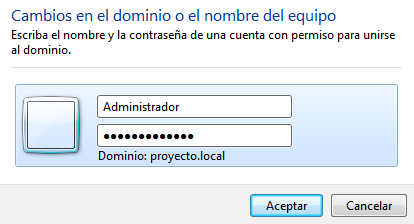 Cambios en el dominio o el nombre del equipo
Escriba el nombre y la contraseña de una cuenta con permiso para unirse
al dominio.
Administrador
●●●●●●●●●●●●●
Dominio: proyecto.local
Aceptar Cancelar